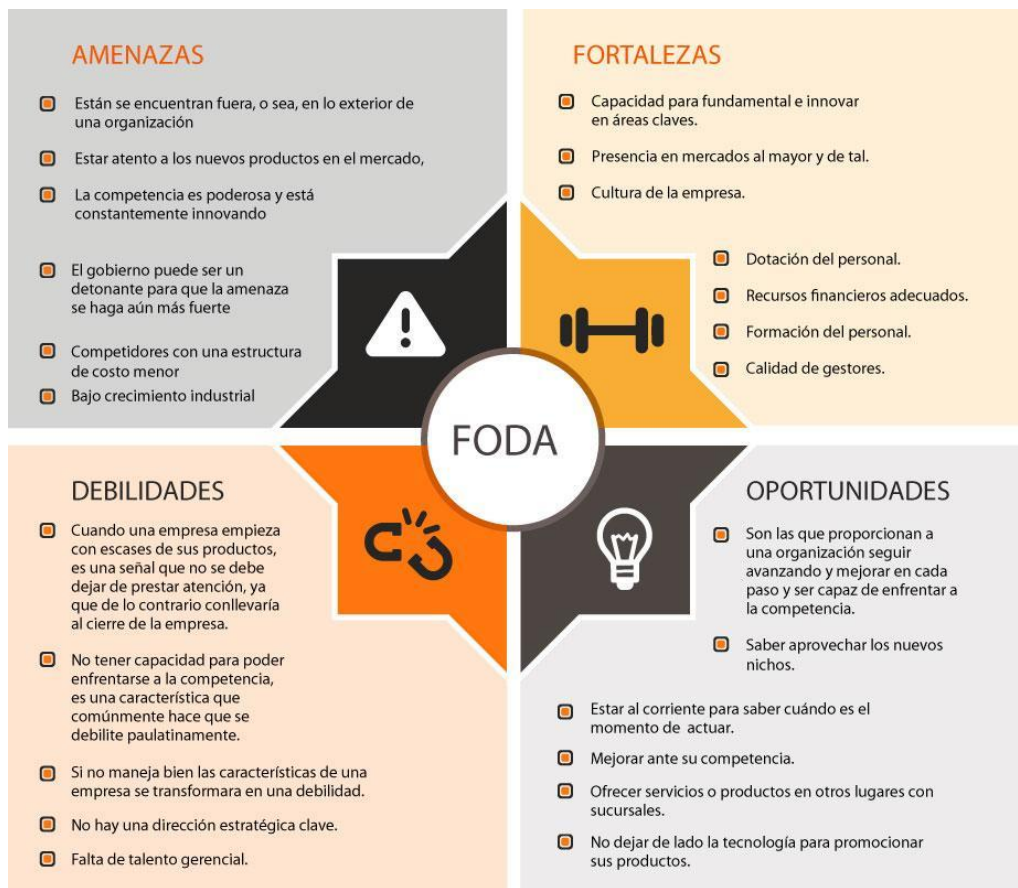 AMENAZAS
Están se encuentran fuera, o sea, en lo exterior de
una organización
Estar atento a los nuevos productos en el mercado,
La competencia es poderosa y está
constantemente innovando
El gobierno puede ser un
detonante para que la amenaza
se haga aún más fuerte
Competidores con una estructura
de costo menor
Bajo crecimiento industrial
FORTALEZAS
Capacidad para fundamental e innovar
en áreas claves.
Presencia en mercados al mayor y de tal.
Cultura de la empresa.
Dotación del personal.
Recursos financieros adecuados.
Formación del personal.
Calidad de gestores.
FODA
DEBILIDADES
Cuando una empresa empieza
con escases de sus productos,
es una señal que no se debe
dejar de prestar atención, ya
que de lo contrario conllevaría
al cierre de la empresa.
No tener capacidad para poder
enfrentarse a la competencia,
es una característica que
comúnmente hace que se
debilite paulatinamente.
Si no maneja bien las características de una
empresa se transformara en una debilidad.
No hay una dirección estratégica clave.
Falta de talento gerencial.
OPORTUNIDADES
Son las que proporcionan a
una organización seguir
avanzando y mejorar en cada
paso y ser capaz de enfrentar a
la competencia.
Saber aprovechar los nuevos
nichos.
Estar al corriente para saber cuándo es el
momento de actuar.
Mejorar ante su competencia.
Ofrecer servicios o productos en otros lugares con
sucursales.
No dejar de lado la tecnología para promocionar
sus productos.